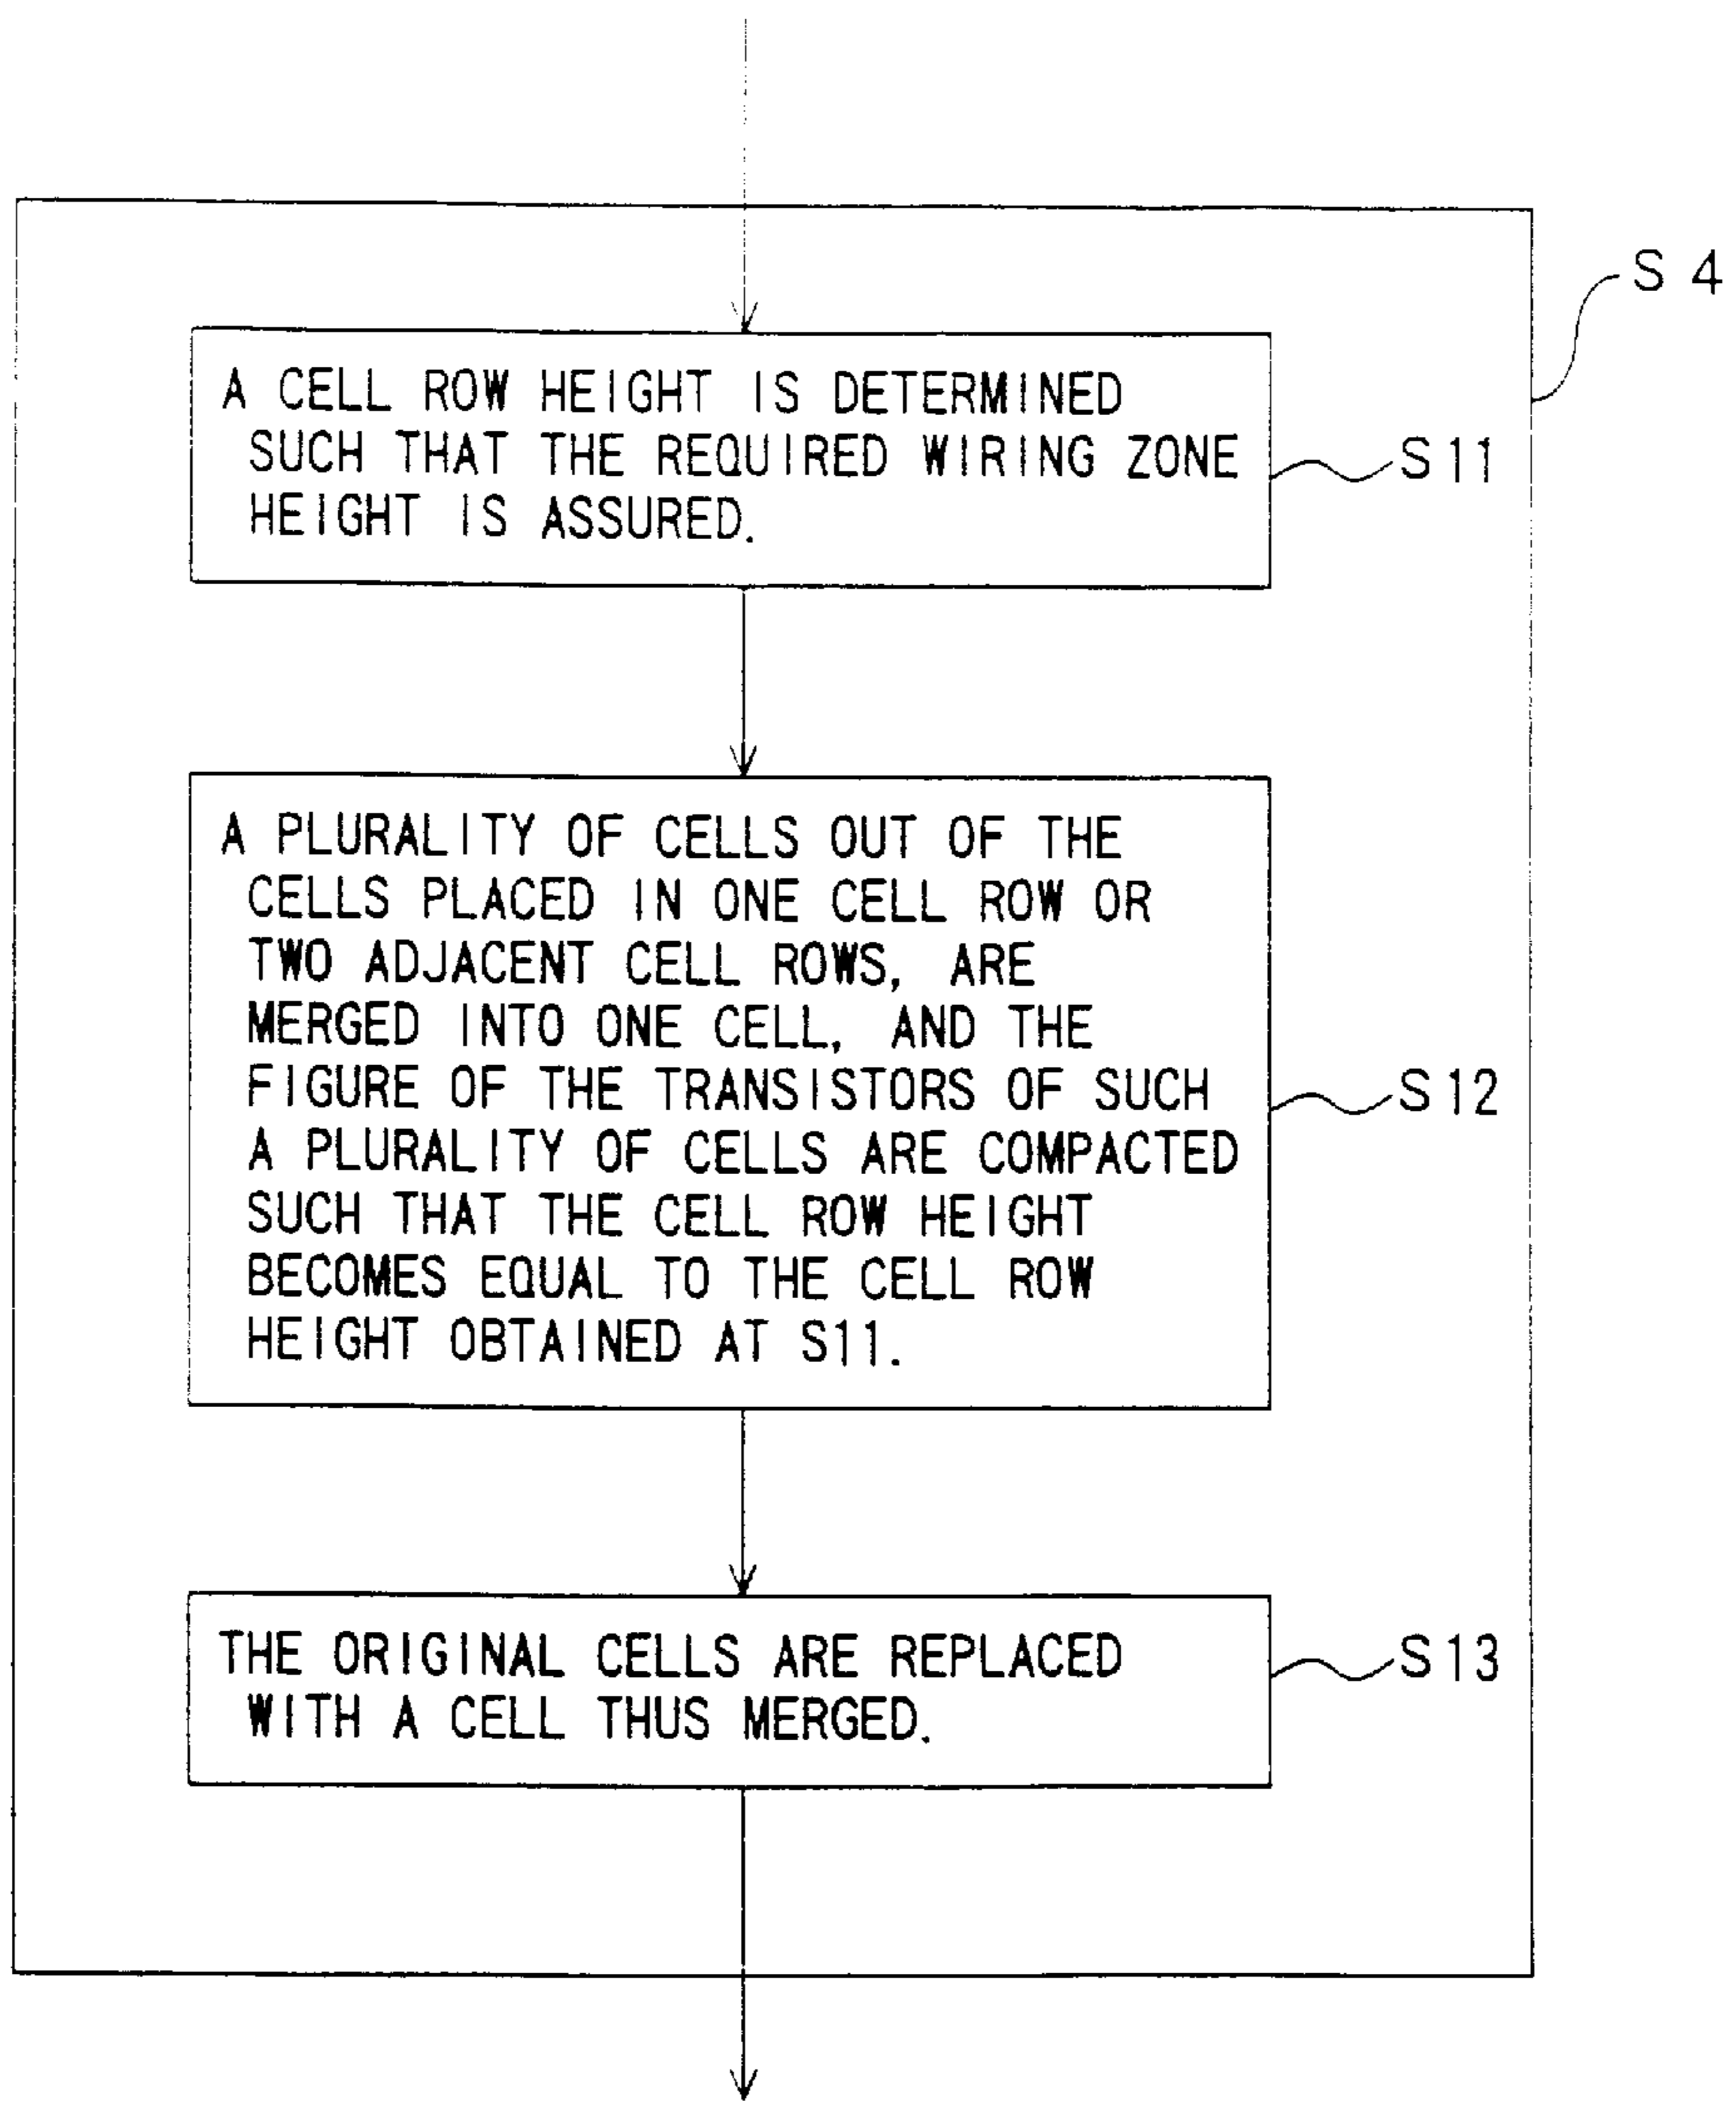 S 4
A CELL ROW HEIGHT IS DETERMINED
SUCH THAT THE REQUIRED WIRING ZONE
HEIGHT IS ASSURED.
S11
A PLURALITY OF CELLS OUT OF THE
CELLS PLACED IN ONE CELL ROW OR
TWO ADJACENT CELL ROWS, ARE
MERGED INTO ONE CELL, AND THE
FIGURE OF THE TRANSISTORS OF SUCH
A PLURALITY OF CELLS ARE COMPACTED
SUCH THAT THE CELL ROW HEIGHT
BECOMES EQUAL TO THE CELL ROW
HEIGHT OBTAINED AT S11.
S12
THE ORIGINAL CELLS ARE REPLACED
WITH A CELL THUS MERGED.
S13